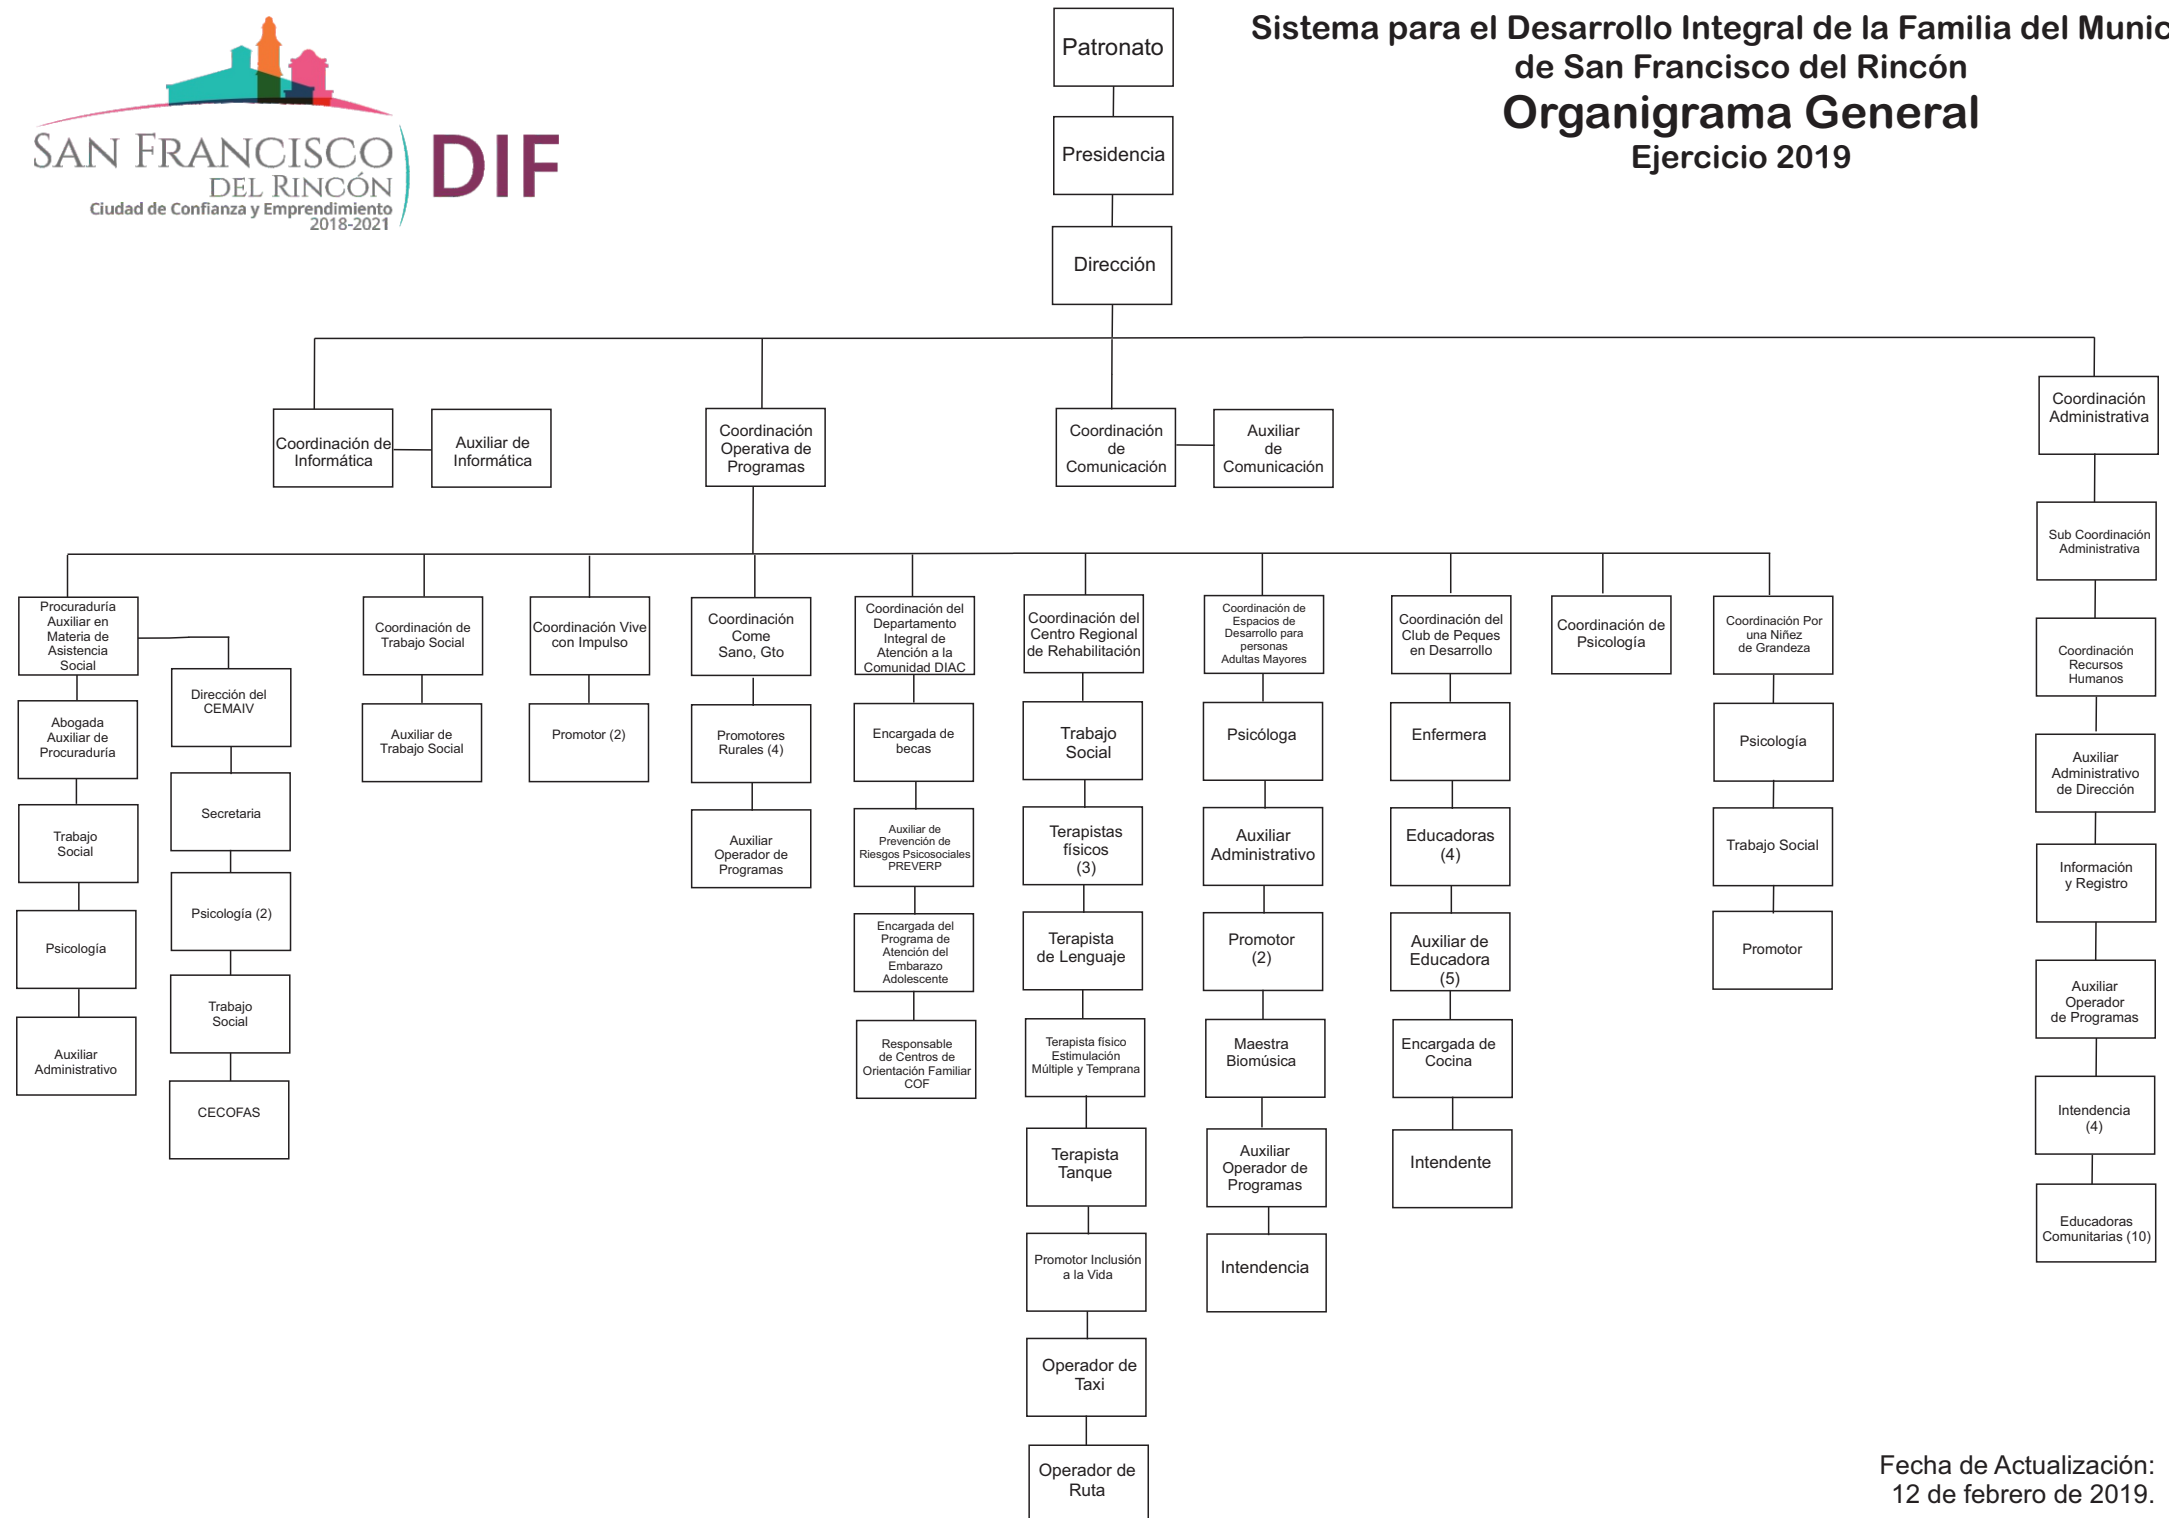 SAN FRANCISCO
DEL RINCÓN
Ciudad de Confianza y Emprendimiento
2018-2021
DIF
Sistema para el Desarrollo Integral de la Familia del Munic
de San Francisco del Rincón
Organigrama General
Ejercicio 2019
Patronato
Presidencia
Dirección
Coordinación de
Informática
Auxiliar de
Informática
Coordinación
Operativa de
Programas
Coordinación
de
Comunicación
Auxiliar
de
Comunicación
Coordinación
Administrativa
Sub Coordinación
Administrativa
Coordinación
Recursos
Humanos
Auxiliar
Administrativo
de Dirección
Información
y Registro
Auxiliar
Operador
de Programas
Intendencia
(4)
Educadoras
Comunitarias (10)
Procuraduría
Auxiliar en
Materia de
Asistencia
Social
Abogada
Auxiliar de
Procuraduría
Trabajo
Social
Psicología
Auxiliar
Administrativo
Dirección del
CEMAIV
Secretaria
Psicología (2)
Trabajo
Social
CECOFAS
Coordinación de
Trabajo Social
Auxiliar de
Trabajo Social
Coordinación Vive
con Impulso
Promotor (2)
Coordinación
Come
Sano, Gto
Promotores
Rurales (4)
Auxiliar
Operador de
Programas
Coordinación del
Departamento
Integral de
Atención a la
Comunidad DIAC
Encargada de
becas
Auxiliar de
Prevención de
Riesgos Psicosociales
PREVERP
Encargada del
Programa de
Atención del
Embarazo
Adolescente
Responsable
de Centros de
Orientación Familiar
COF
Coordinación del
Centro Regional
de Rehabilitación
Trabajo
Social
Terapistas
físicos
(3)
Terapista
de Lenguaje
Terapista físico
Estimulación
Múltiple y Temprana
Terapista
Tanque
Promotor Inclusión
a la Vida
Operador de
Taxi
Operador de
Ruta
Coordinación de
Espacios de
Desarrollo para
personas
Adultas Mayores
Psicóloga
Auxiliar
Administrativo
Promotor
(2)
Maestra
Biomúsica
Auxiliar
Operador de
Programas
Intendencia
Coordinación del
Club de Peques
en Desarrollo
Enfermera
Educadoras
(4)
Auxiliar de
Educadora
(5)
Encargada de
Cocina
Intendente
Coordinación de
Psicología
Coordinación Por
una Niñez
de Grandeza
Psicología
Trabajo Social
Promotor
Fecha de Actualización:
12 de febrero de 2019.